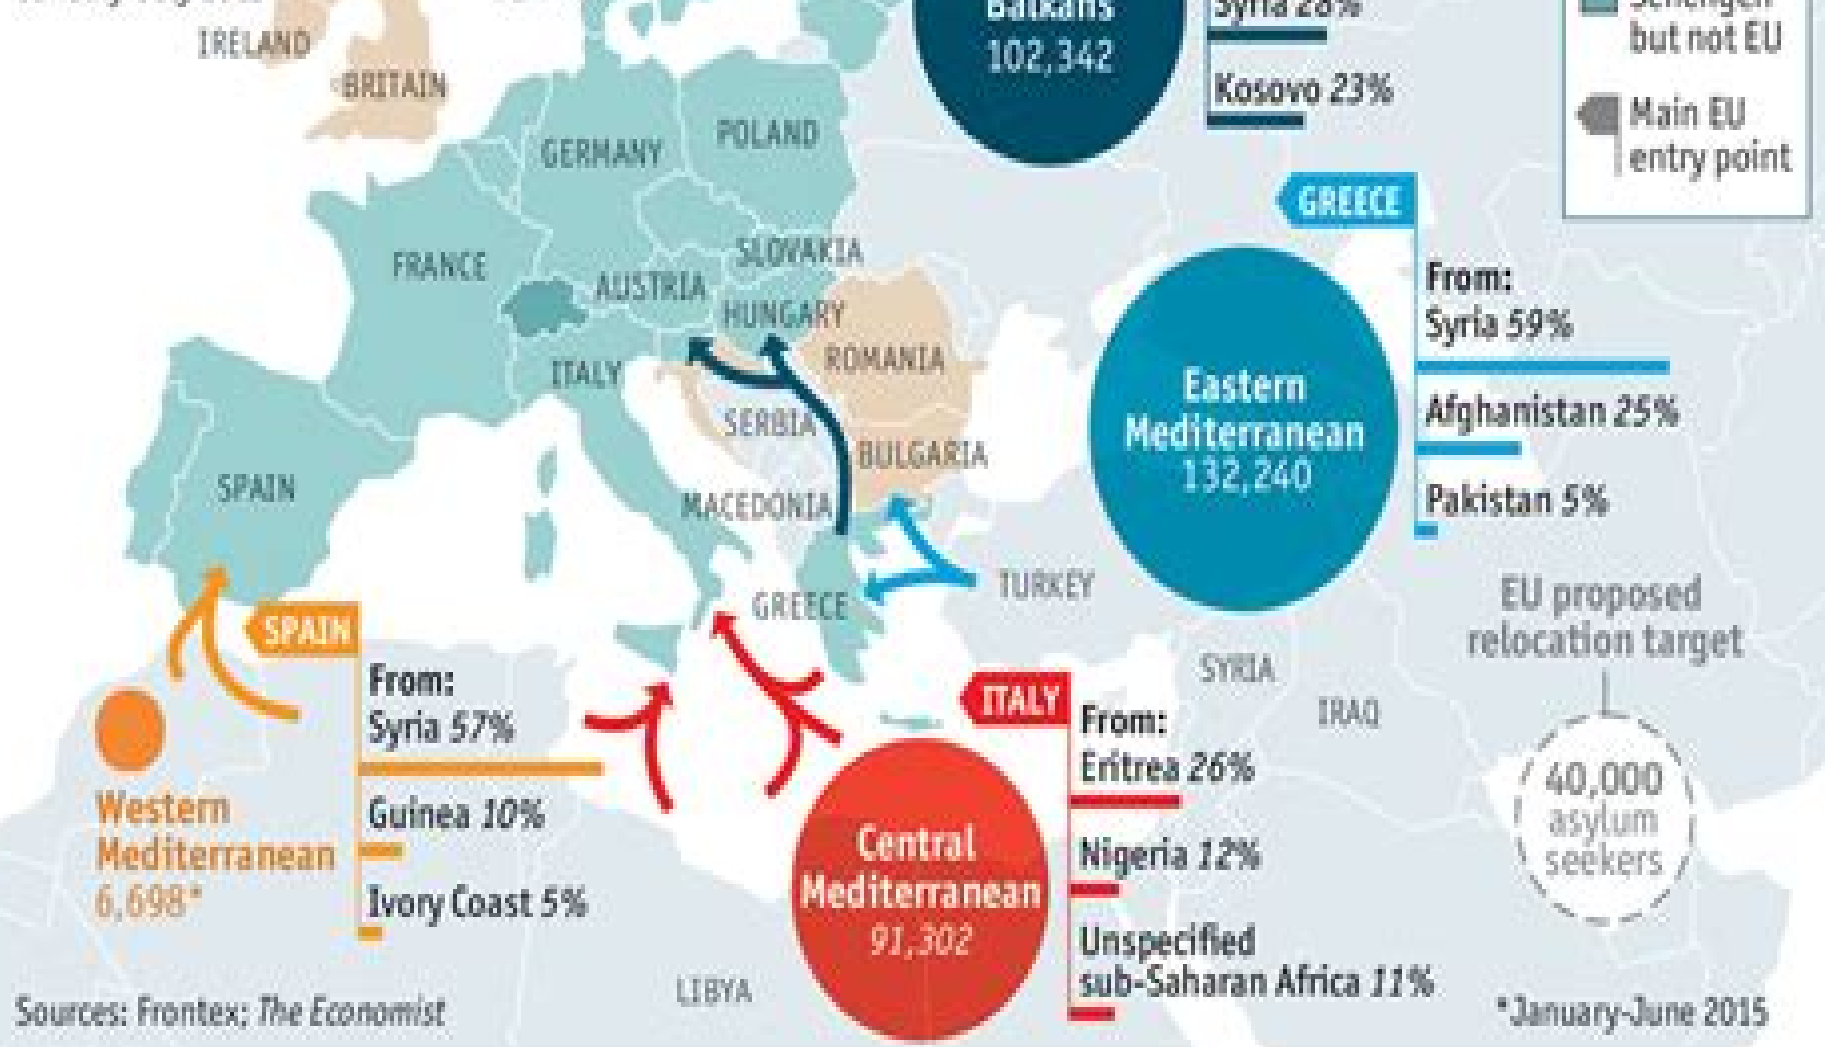 Balkans
102,342
Syria 28%
Kosovo 23%
Schengen
but not EU
Main EU
entry point
IRELAND
BRITAIN
GERMANY
POLAND
FRANCE
SLOVAKIA
AUSTRIA
HUNGARY
ITALY
ROMANIA
SERBIA
BULGARIA
SPAIN
MACEDONIA
GREECE
TURKEY
SYRIA
IRAQ
LIBYA
GREECE
From:
Syria 59%
Afghanistan 25%
Pakistan 5%
Eastern
Mediterranean
132,240
EU proposed
relocation target
40,000
asylum
seekers
SPAIN
From:
Syria 57%
Guinea 10%
Ivory Coast 5%
Western
Mediterranean
6,698*
ITALY
From:
Eritrea 26%
Nigeria 12%
Unspecified
sub-Saharan Africa 11%
Central
Mediterranean
91,302
Sources: Frontex; The Economist
*January-June 2015